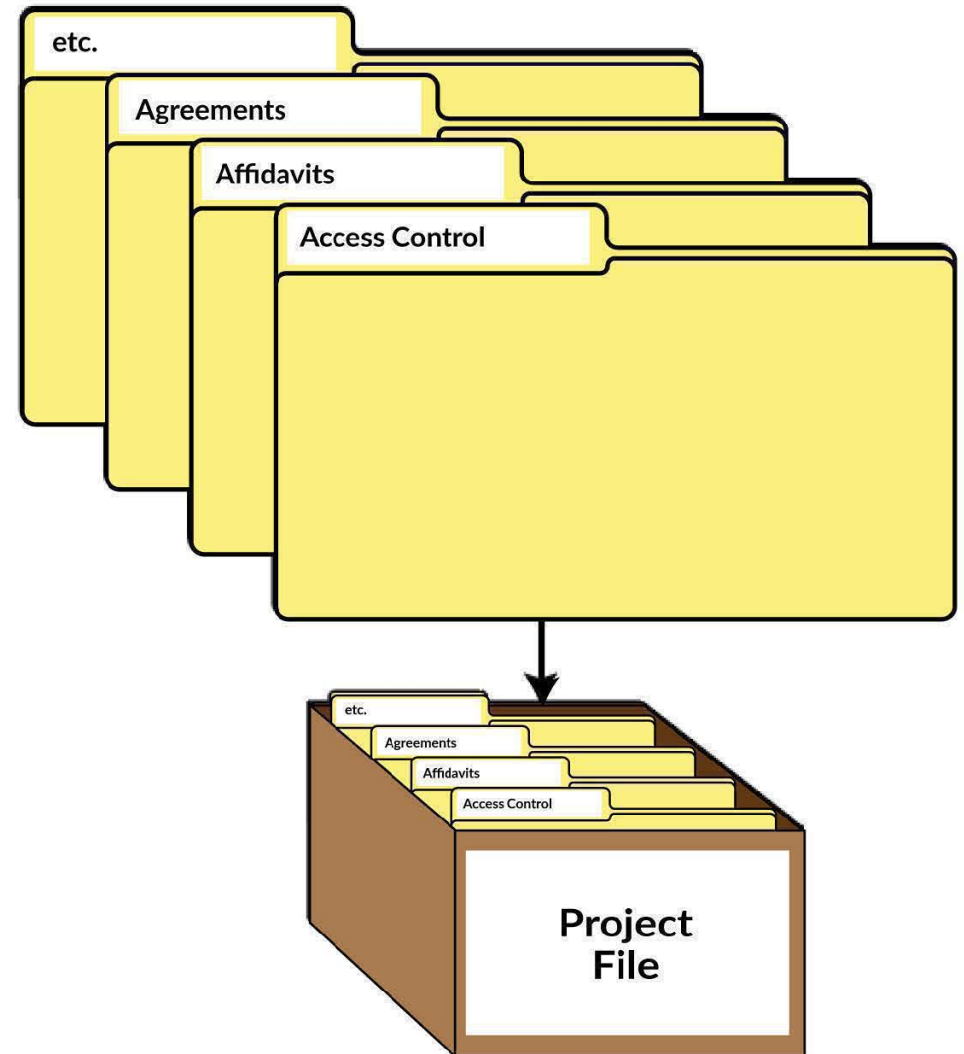 etc.
Agreements
Affidavits
Access Control
etc.
Agreements
Affidavits
Access Control
Project
File